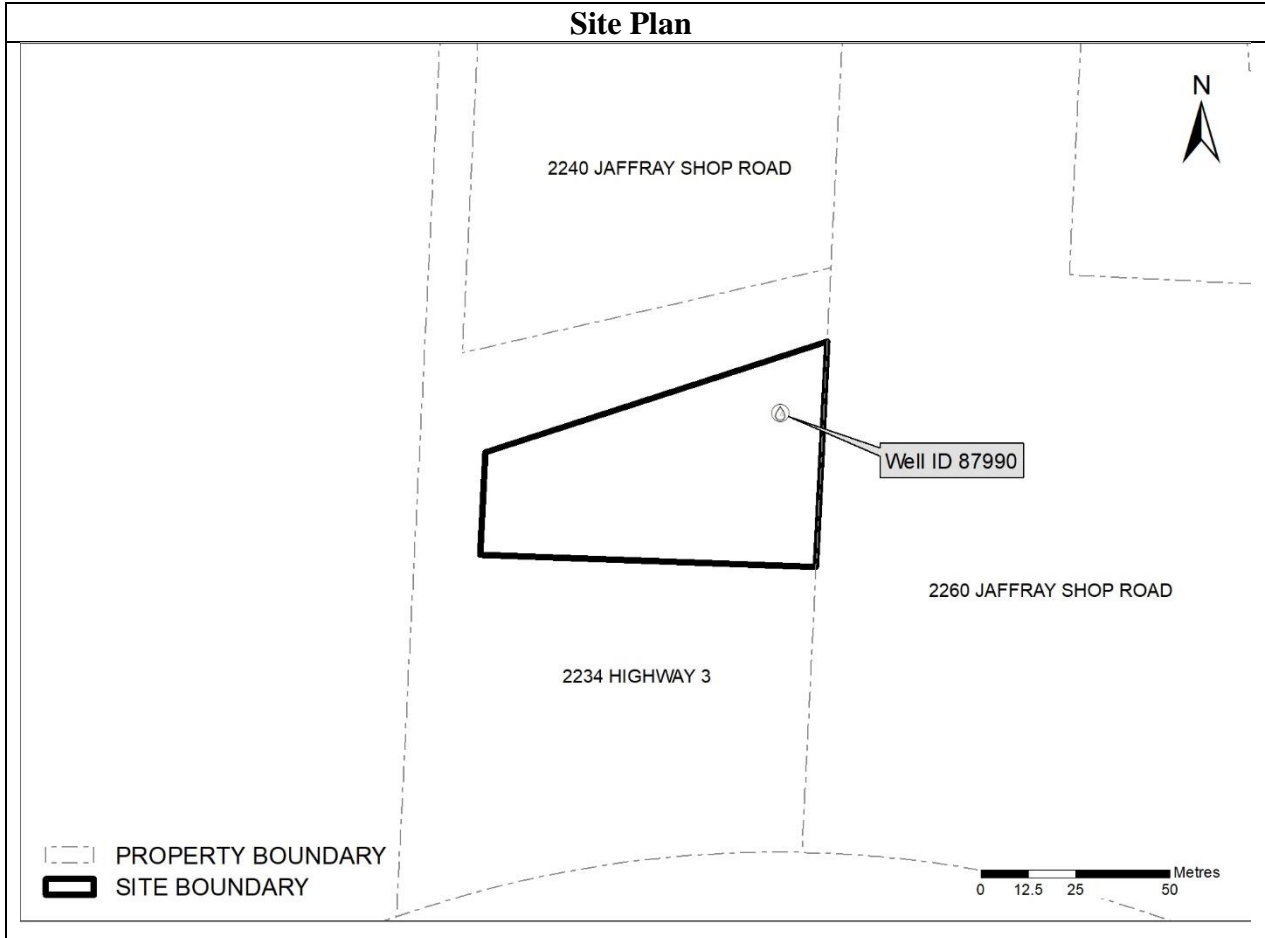 Site Plan
N
2240 JAFFRAY SHOP ROAD
Well ID 87990
2260 JAFFRAY SHOP ROAD
2234 HIGHWAY 3
PROPERTY BOUNDARY
SITE BOUNDARY
Metres
0 12.5 25 50